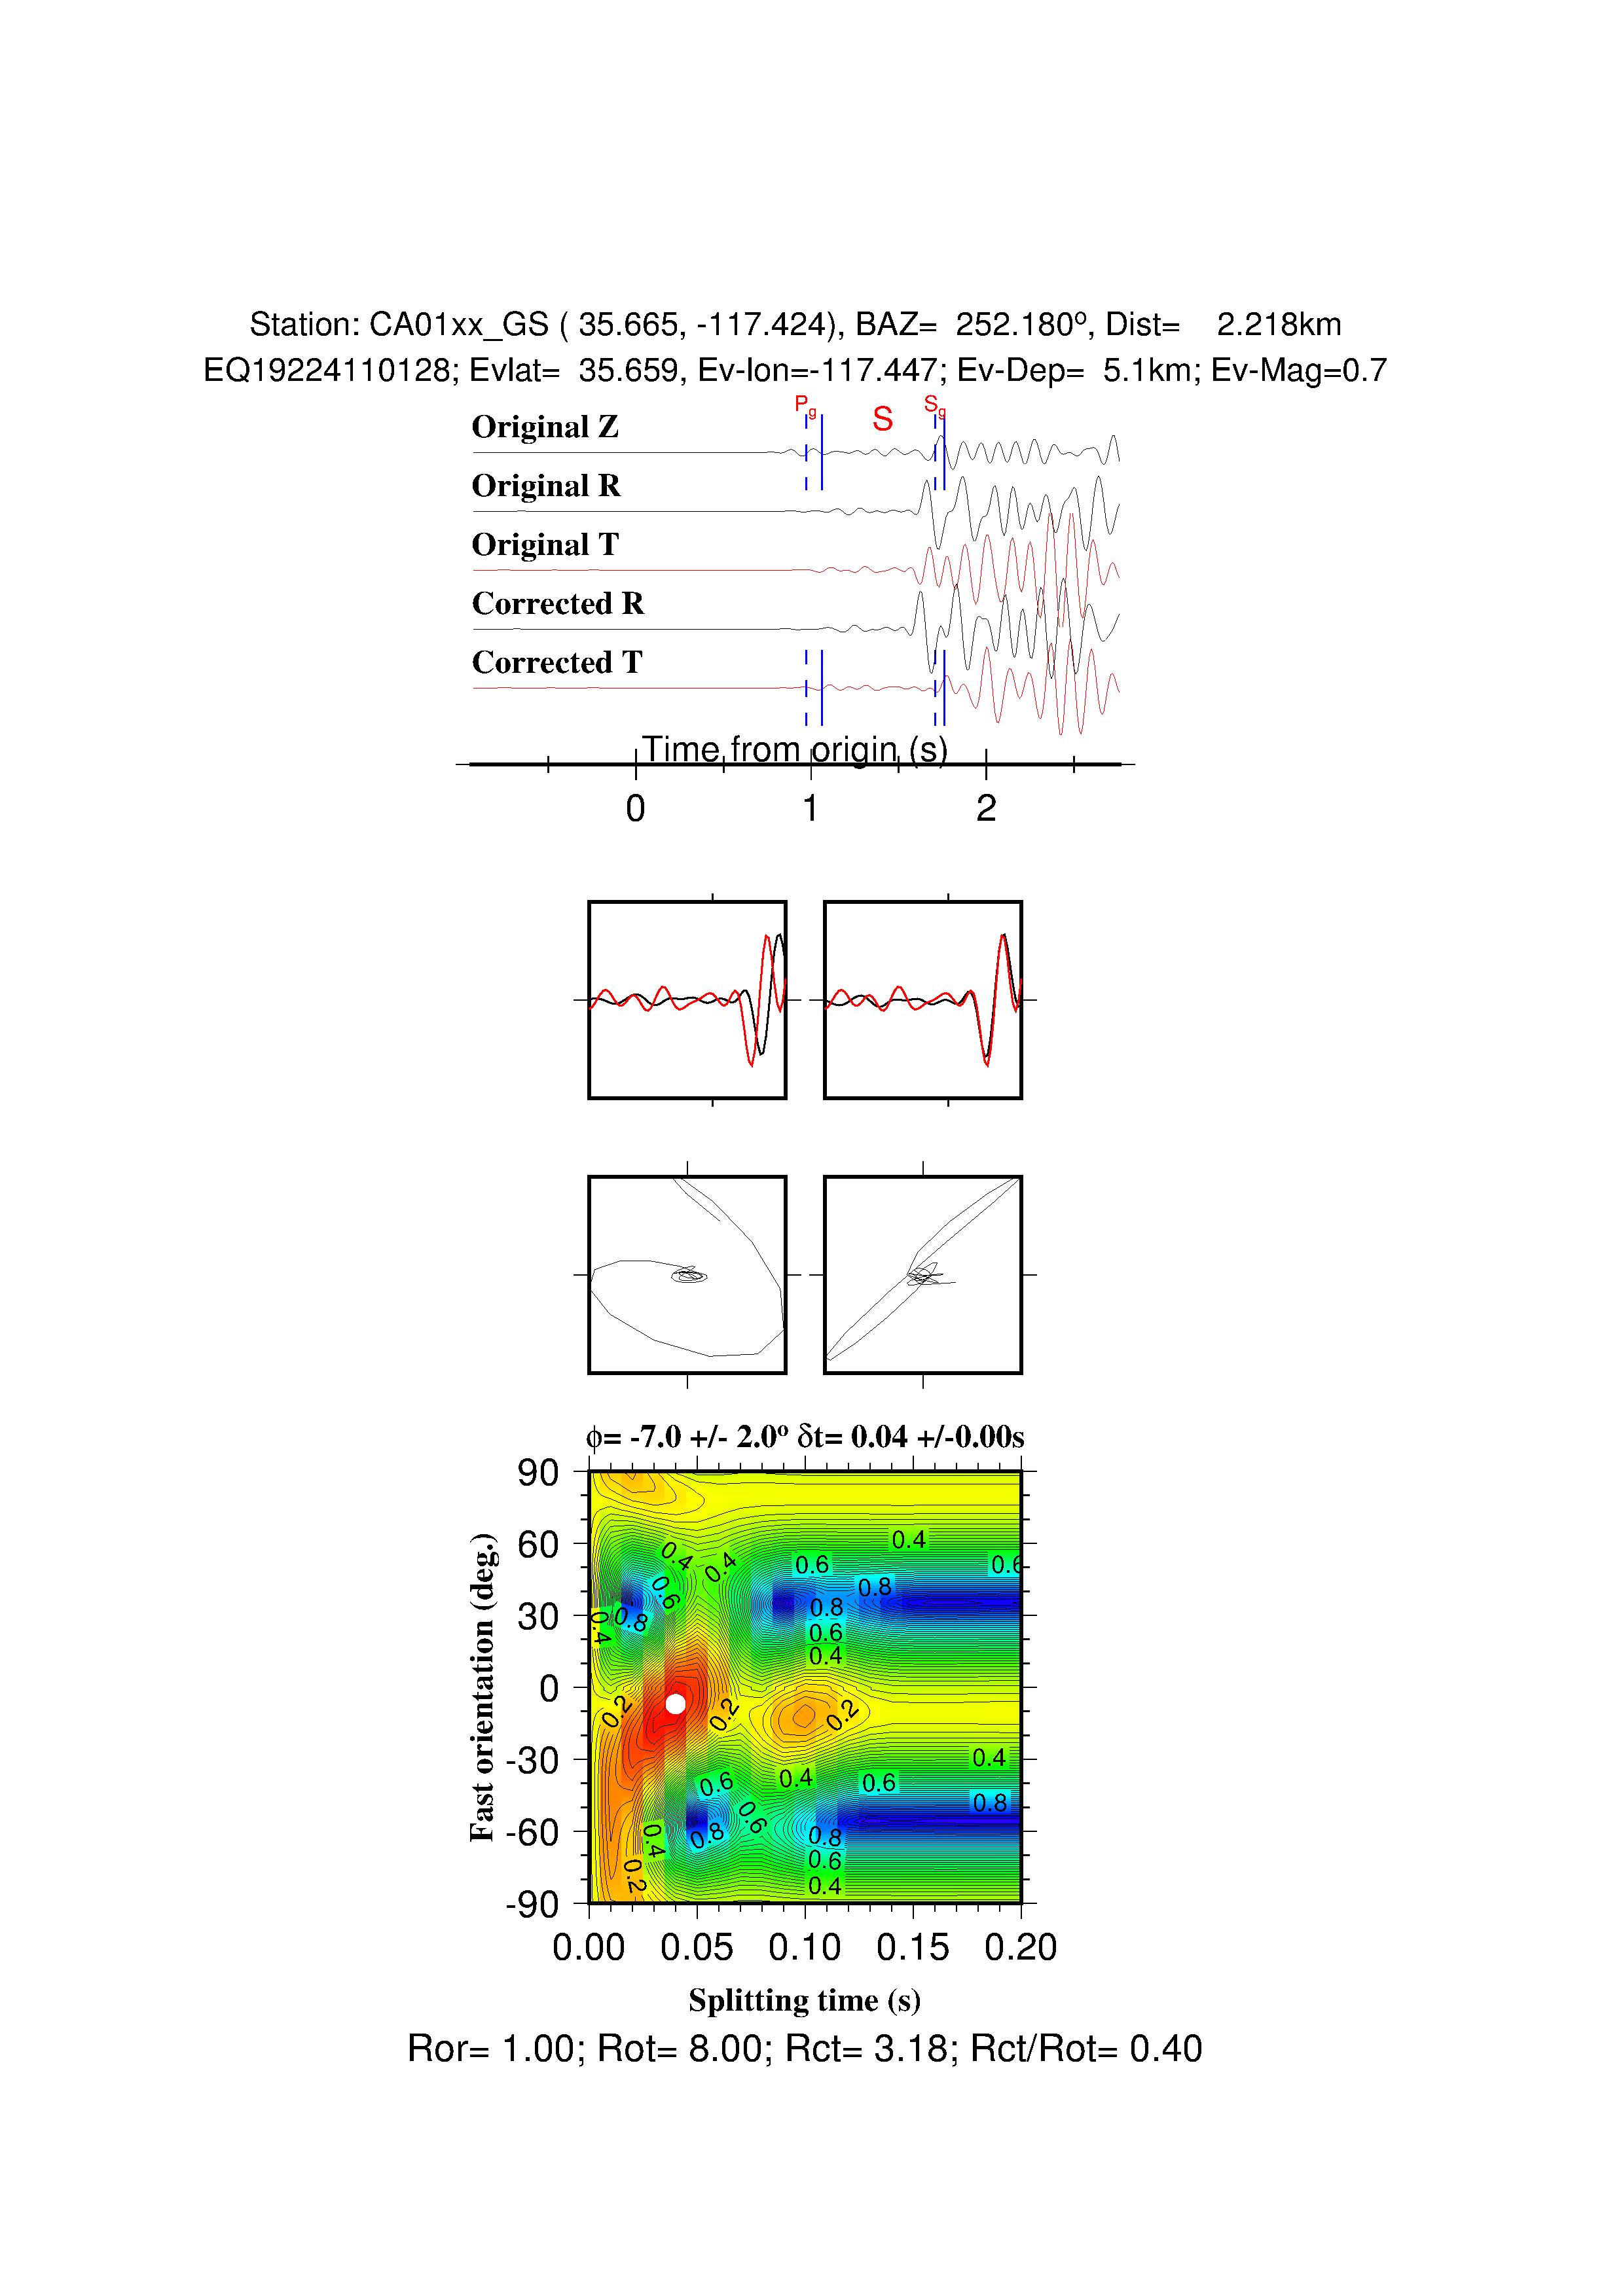 Station: CA01xx_GS ( 35.665, -117.424), BAZ= 252.180º, Dist= 2.218km
EQ19224110128; Evlat= 35.659, Ev-lon=-117.447; Ev-Dep= 5.1km; Ev-Mag=0.7
Pg S Sg
Original Z
Original R
Original T
Corrected R
Corrected T
Time from origin (s)
0 1 2
ϕ= -7.0 +/- 2.0º δt= 0.04 +/-0.00s
90
60
30
0
-30
-60
-90
Fast orientation (deg.)
0.4
0.4 0.4
0.6 0.6
0.6 0.8
0.8 0.8
0.4 0.6
0.4
0.2 0.2 0.2
0.4
0.6 0.4 0.6
0.8
0.4 0.8 0.6 0.8
0.6
0.2 0.4
0.00 0.05 0.10 0.15 0.20
Splitting time (s)
Ror= 1.00; Rot= 8.00; Rct= 3.18; Rct/Rot= 0.40